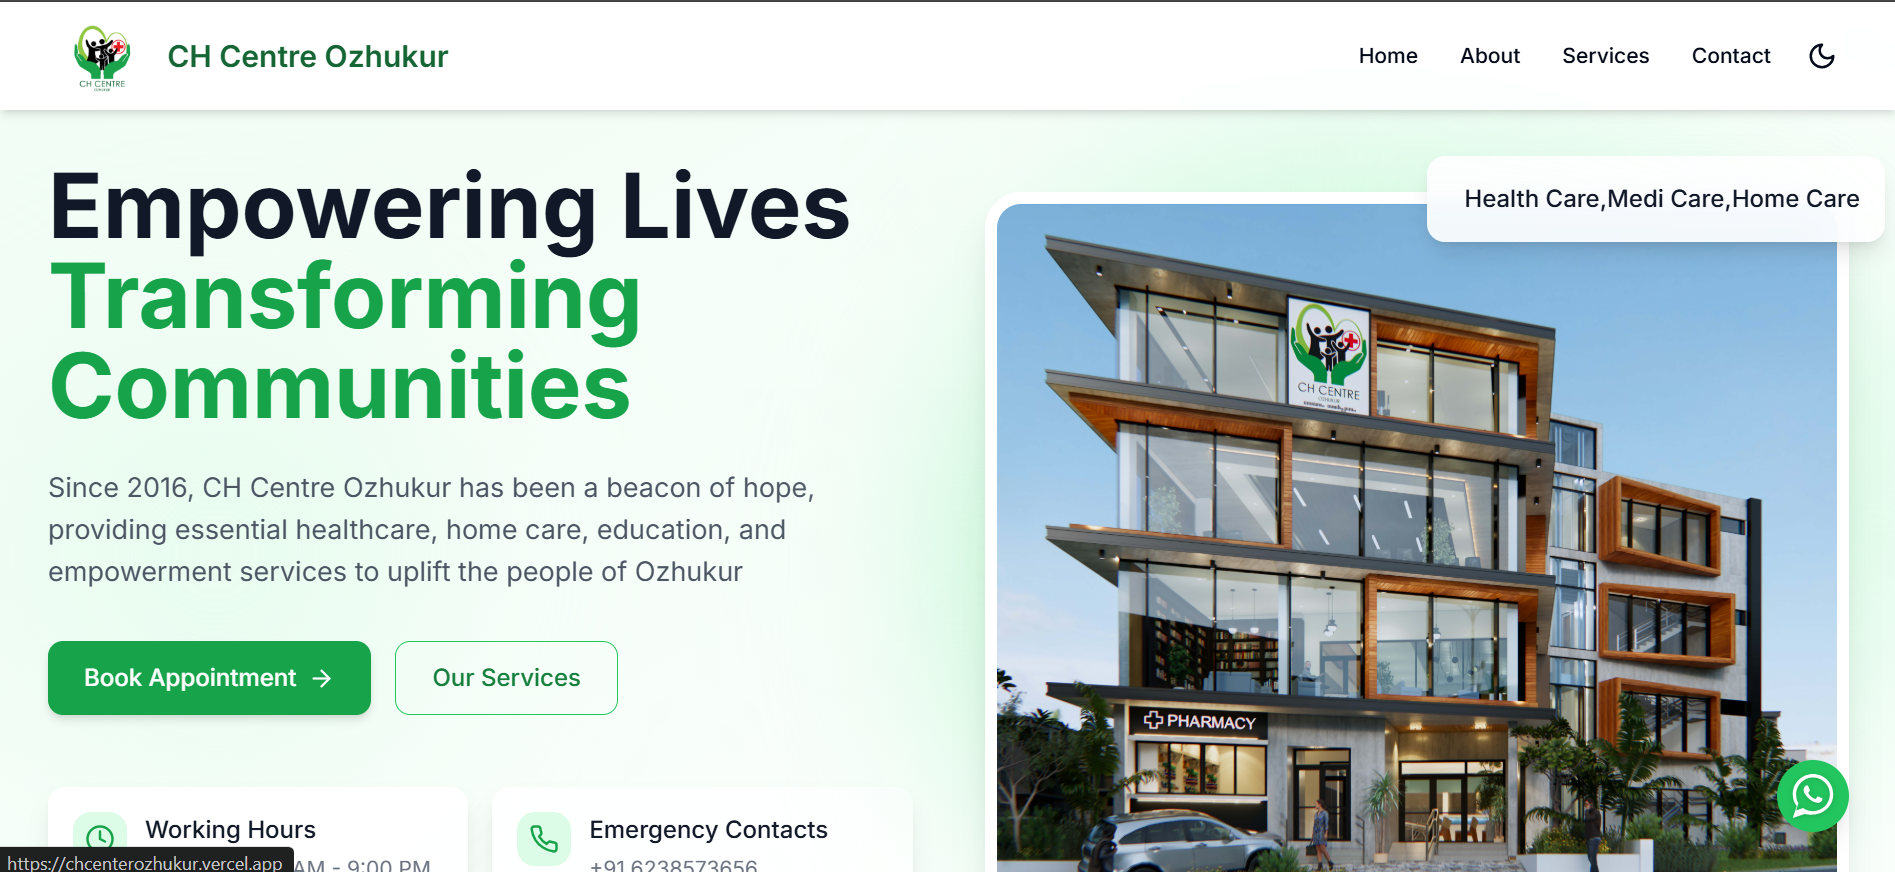 CH CENTRE
CH Centre Ozhukur
Home
About
Services
Contact
Empowering Lives
Transforming
Communities
Since 2016, CH Centre Ozhukur has been a beacon of hope,
providing essential healthcare, home care, education, and
empowerment services to uplift the people of Ozhukur
Book Appointment
Our Services
Health Care,Medi Care,Home Care
CH CENTRE
OZHUKUR
PHARMACY
Working Hours
AM - 9:00 PM
Emergency Contacts
+91 6238573656
https://chcenterozhukur.vercel.app